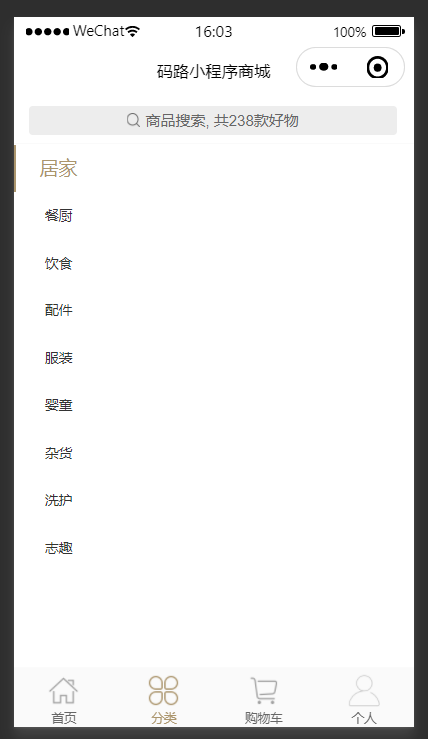 WeChat 16:03 100%
码路小程序商城
商品搜索, 共238款好物
居家
餐厨
饮食
配件
服装
婴童
杂货
洗护
志趣
首页 分类 购物车 个人